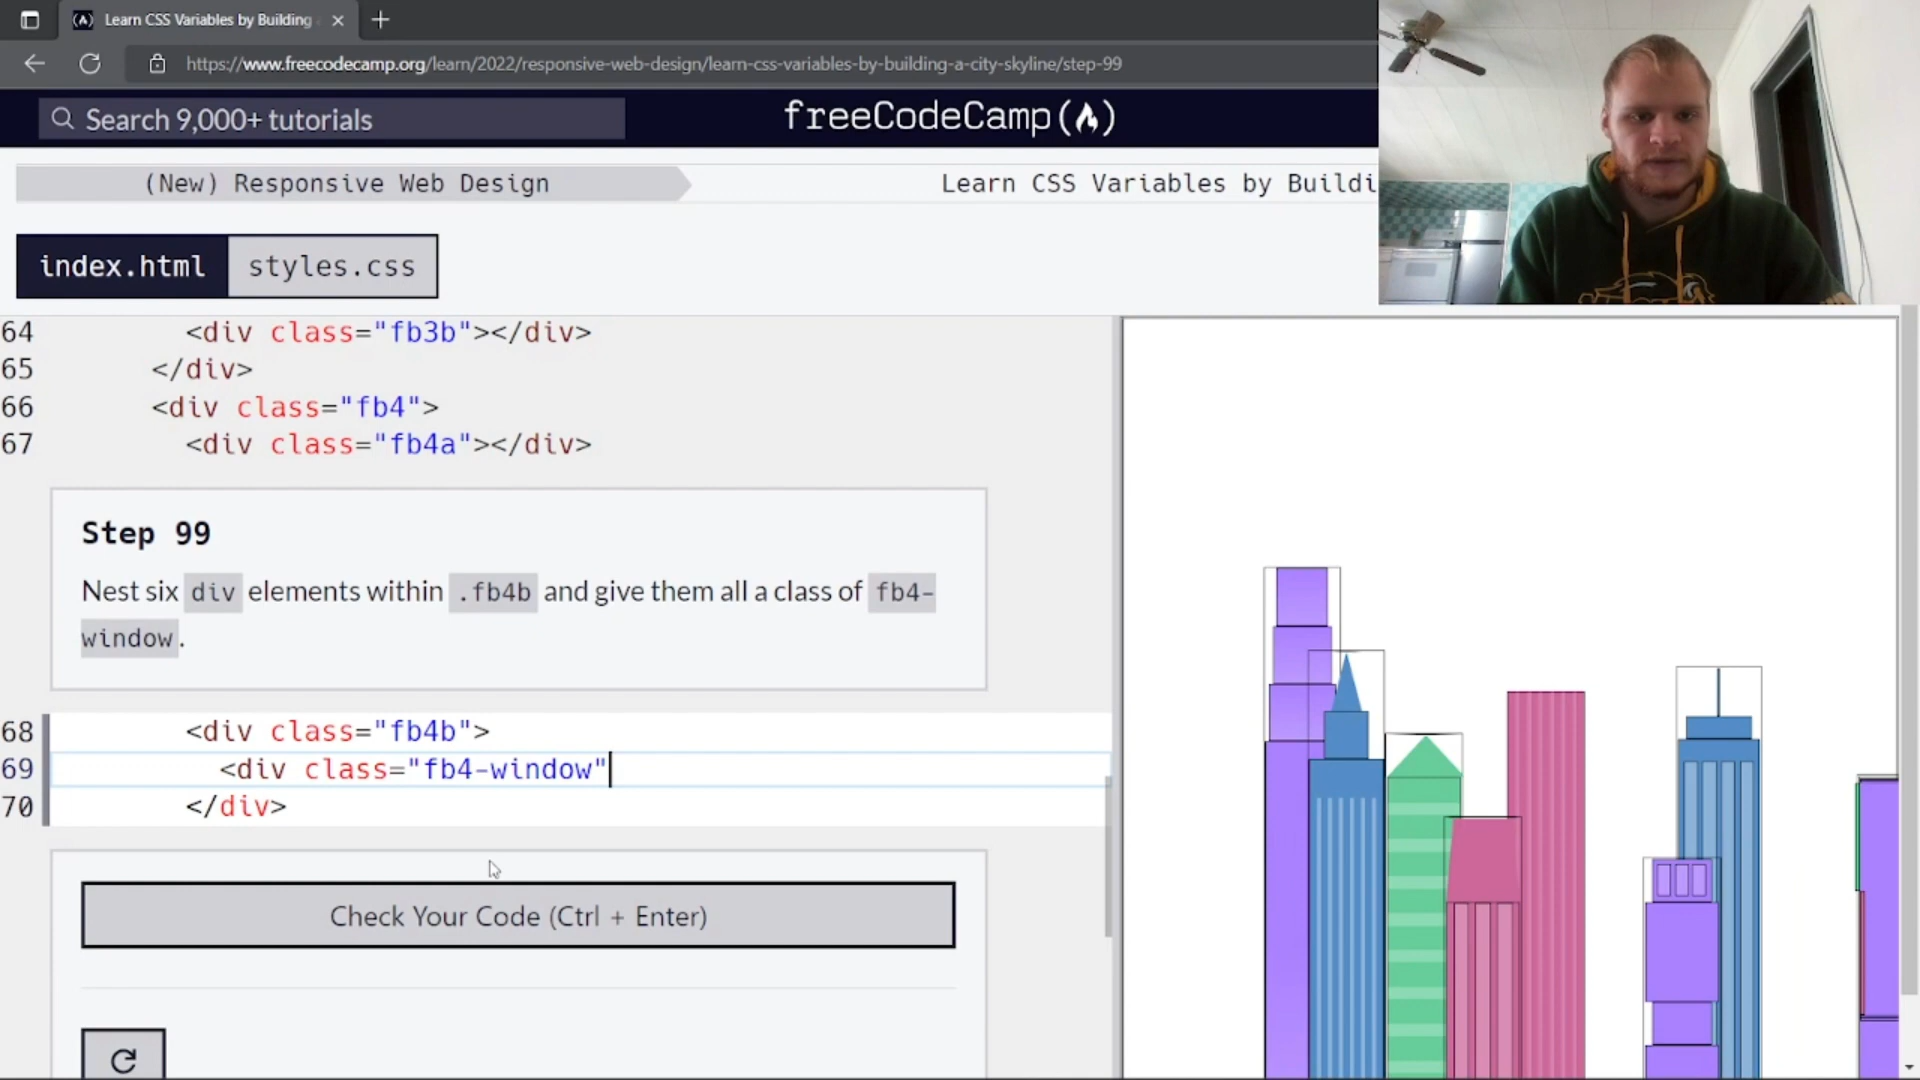 Learn CSS Variables by Building
https://www.freecodecamp.org/learn/2022/responsive-web-design/learn-css-variables-by-building-a-city-skyline/step-99
Search 9,000+ tutorials
freeCodeCamp
(New) Responsive Web Design
Learn CSS Variables by Buildi
index.html
styles.css
64 <div class="fb3b"></div>
65 </div>
66 <div class="fb4">
67 <div class="fb4a"></div>
Step 99
Nest six div elements within .fb4b and give them all a class of fb4-
window.
68 <div class="fb4b">
69 <div class="fb4-window"
70 </div>
Check Your Code (Ctrl + Enter)